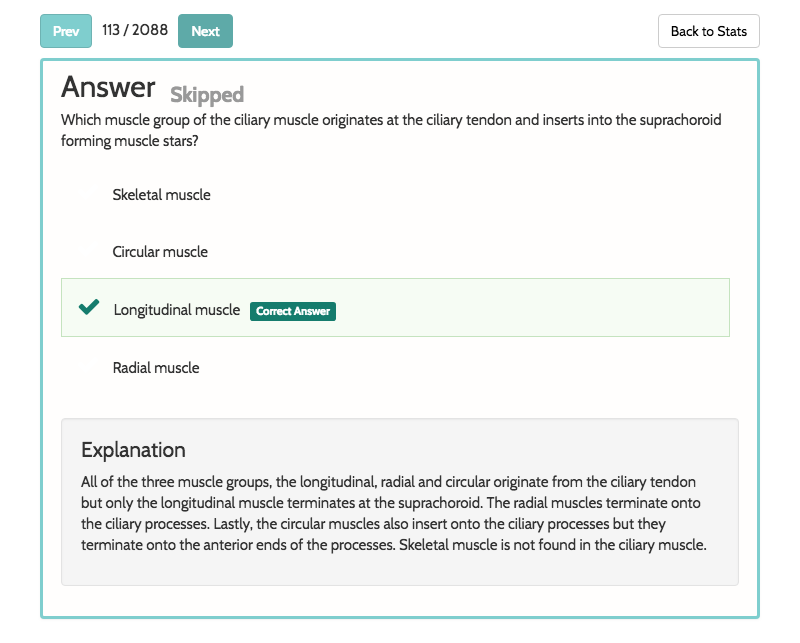 Prev 113 / 2088 Next Back to Stats
Answer Skipped
Which muscle group of the ciliary muscle originates at the ciliary tendon and inserts into the suprachoroid
forming muscle stars?
Skeletal muscle
Circular muscle
Longitudinal muscle Correct Answer
Radial muscle
Explanation
All of the three muscle groups, the longitudinal, radial and circular originate from the ciliary tendon
but only the longitudinal muscle terminates at the suprachoroid. The radial muscles terminate onto
the ciliary processes. Lastly, the circular muscles also insert onto the ciliary processes but they
terminate onto the anterior ends of the processes. Skeletal muscle is not found in the ciliary muscle.